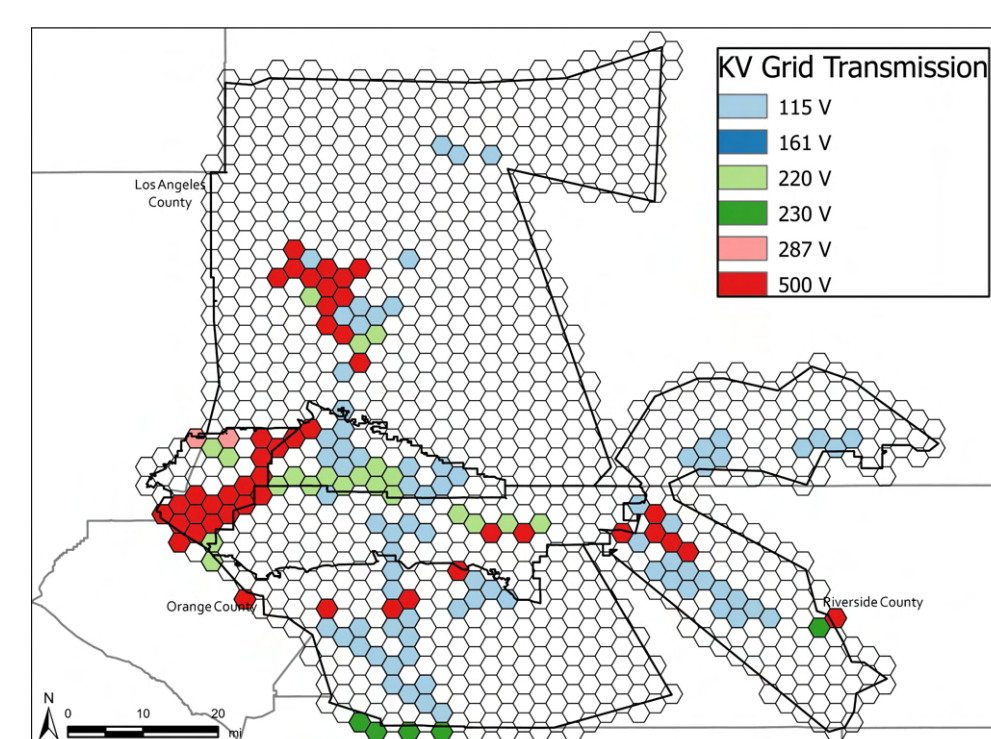 KV Grid Transmission
115 V
161 V
220 V
230 V
287 V
500 V
Los Angeles
County
Orange County
Riverside County
N
0 10 20
mi